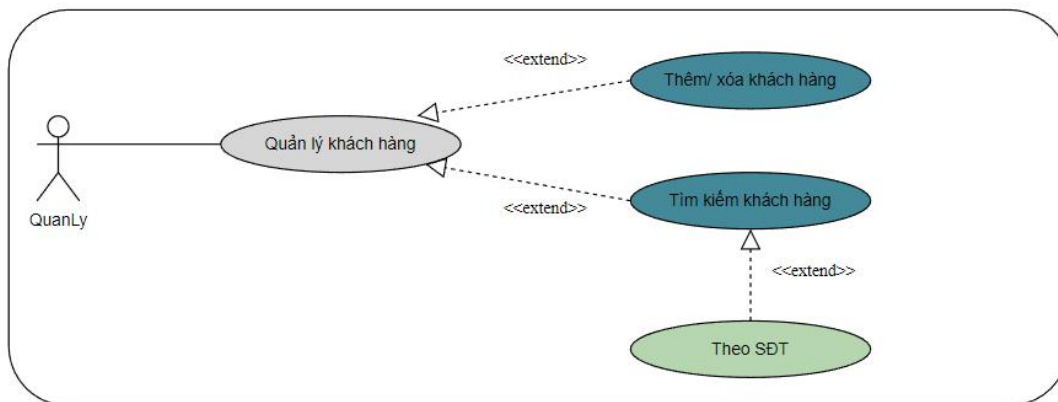 <<extend>>
Thêm/ xóa khách hàng
Quản lý khách hàng
Tìm kiếm khách hàng
<<extend>>
QuanLy
<<extend>>
Theo SĐT